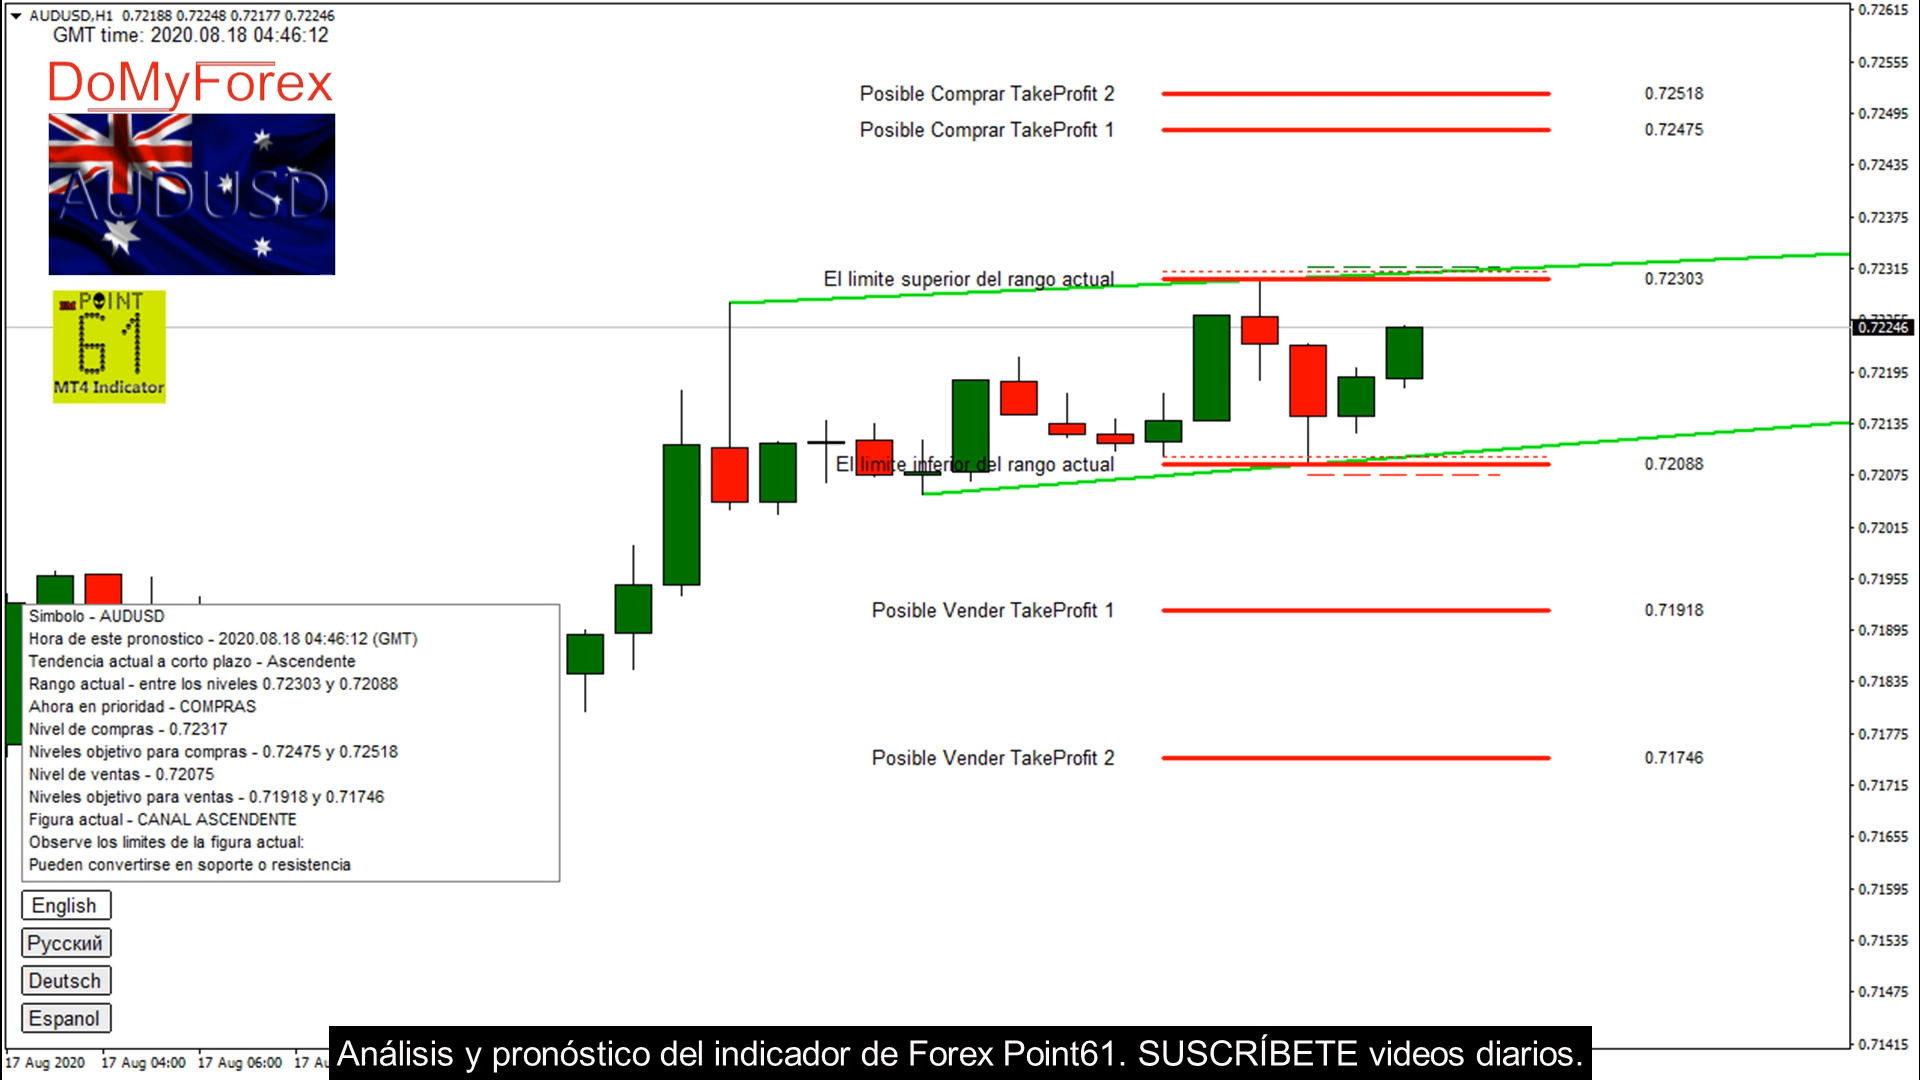 AUDUSD,H1 0.72188 0.72248 0.72177 0.72246
GMT time: 2020.08.18 04:46:12
DoMyForex
AUDUSD
POINT
61
MT4 Indicator
Posible Comprar TakeProfit 2 0.72518
Posible Comprar TakeProfit 1 0.72475
El limite superior del rango actual 0.72303
El limite inferior del rango actual 0.72088
Posible Vender TakeProfit 1 0.71918
Posible Vender TakeProfit 2 0.71746
0.72615
0.72555
0.72495
0.72435
0.72375
0.72315
0.72246
0.72195
0.72135
0.72075
0.72015
0.71955
0.71895
0.71835
0.71775
0.71715
0.71655
0.71595
0.71535
0.71475
0.71415
Simbolo - AUDUSD
Hora de este pronostico - 2020.08.18 04:46:12 (GMT)
Tendencia actual a corto plazo - Ascendente
Rango actual - entre los niveles 0.72303 y 0.72088
Ahora en prioridad - COMPRAS
Nivel de compras - 0.72317
Niveles objetivo para compras - 0.72475 y 0.72518
Nivel de ventas - 0.72075
Niveles objetivo para ventas - 0.71918 y 0.71746
Figura actual - CANAL ASCENDENTE
Observe los limites de la figura actual:
Pueden convertirse en soporte o resistencia
English
Русский
Deutsch
Espanol
17 Aug 2020 17 Aug 04:00 17 Aug 06:00 17 Au
Análisis y pronóstico del indicador de Forex Point61. SUSCRÍBETE videos diarios.